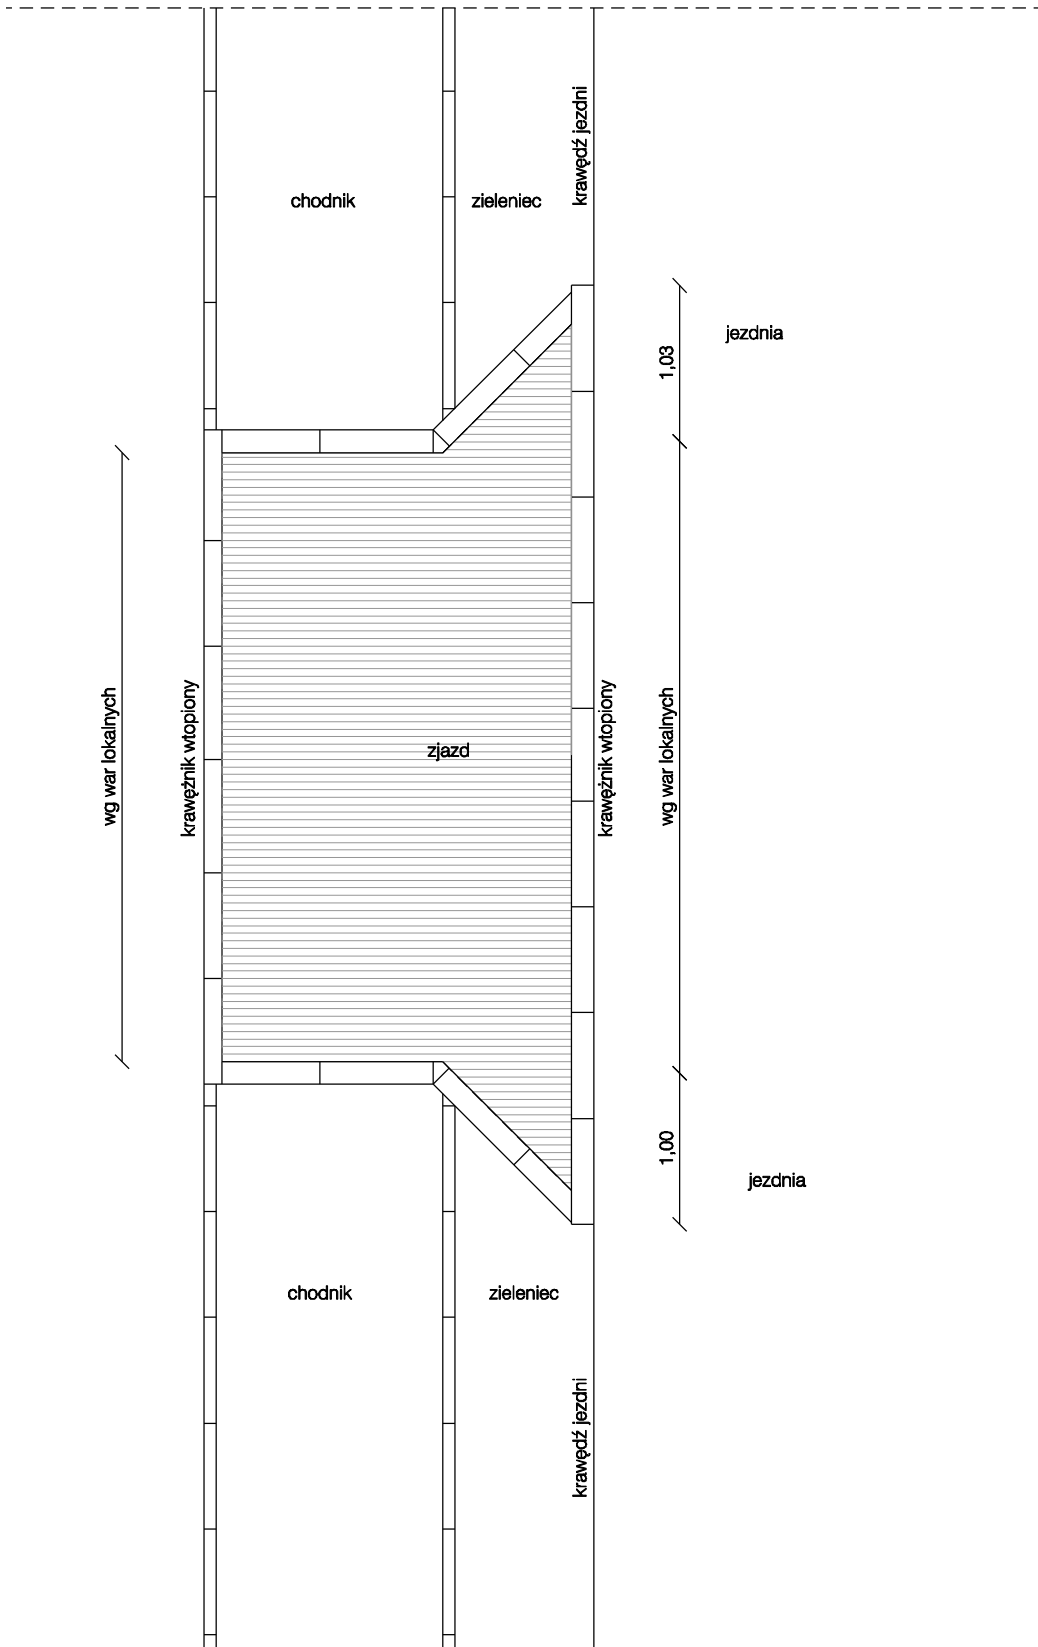 krawędź jezdni
chodnik
zieleniec
jezdnia
1,03
wg war lokalnych
krawężnik wtopiony
zjazd
krawężnik wtopiony
wg war lokalnych
1,00
jezdnia
chodnik
zieleniec
krawędź jezdni